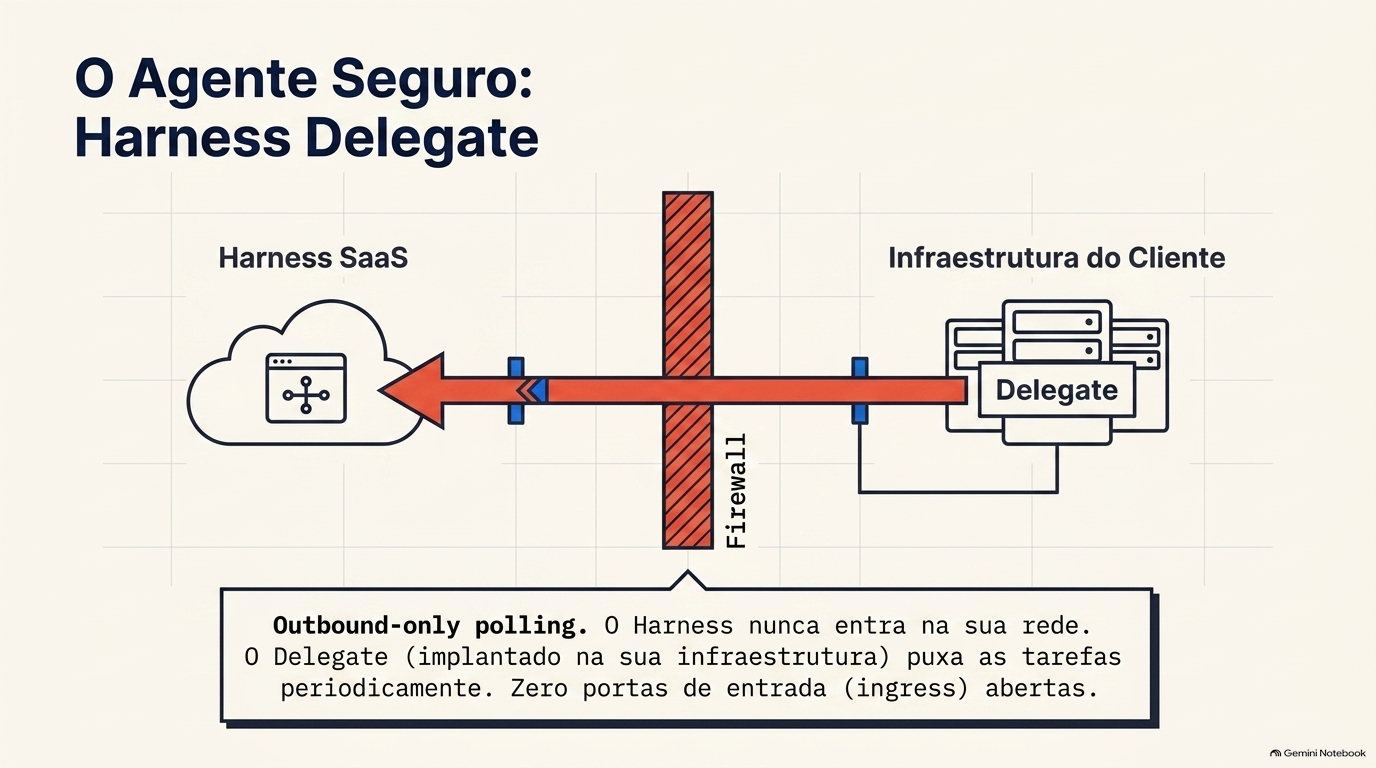 O Agente Seguro:
Harness Delegate
Harness SaaS
Infraestrutura do Cliente
Delegate
Firewall
Outbound-only polling. O Harness nunca entra na sua rede.
O Delegate (implantado na sua infraestrutura) puxa as tarefas
periodicamente. Zero portas de entrada (ingress) abertas.
Gemini Notebook